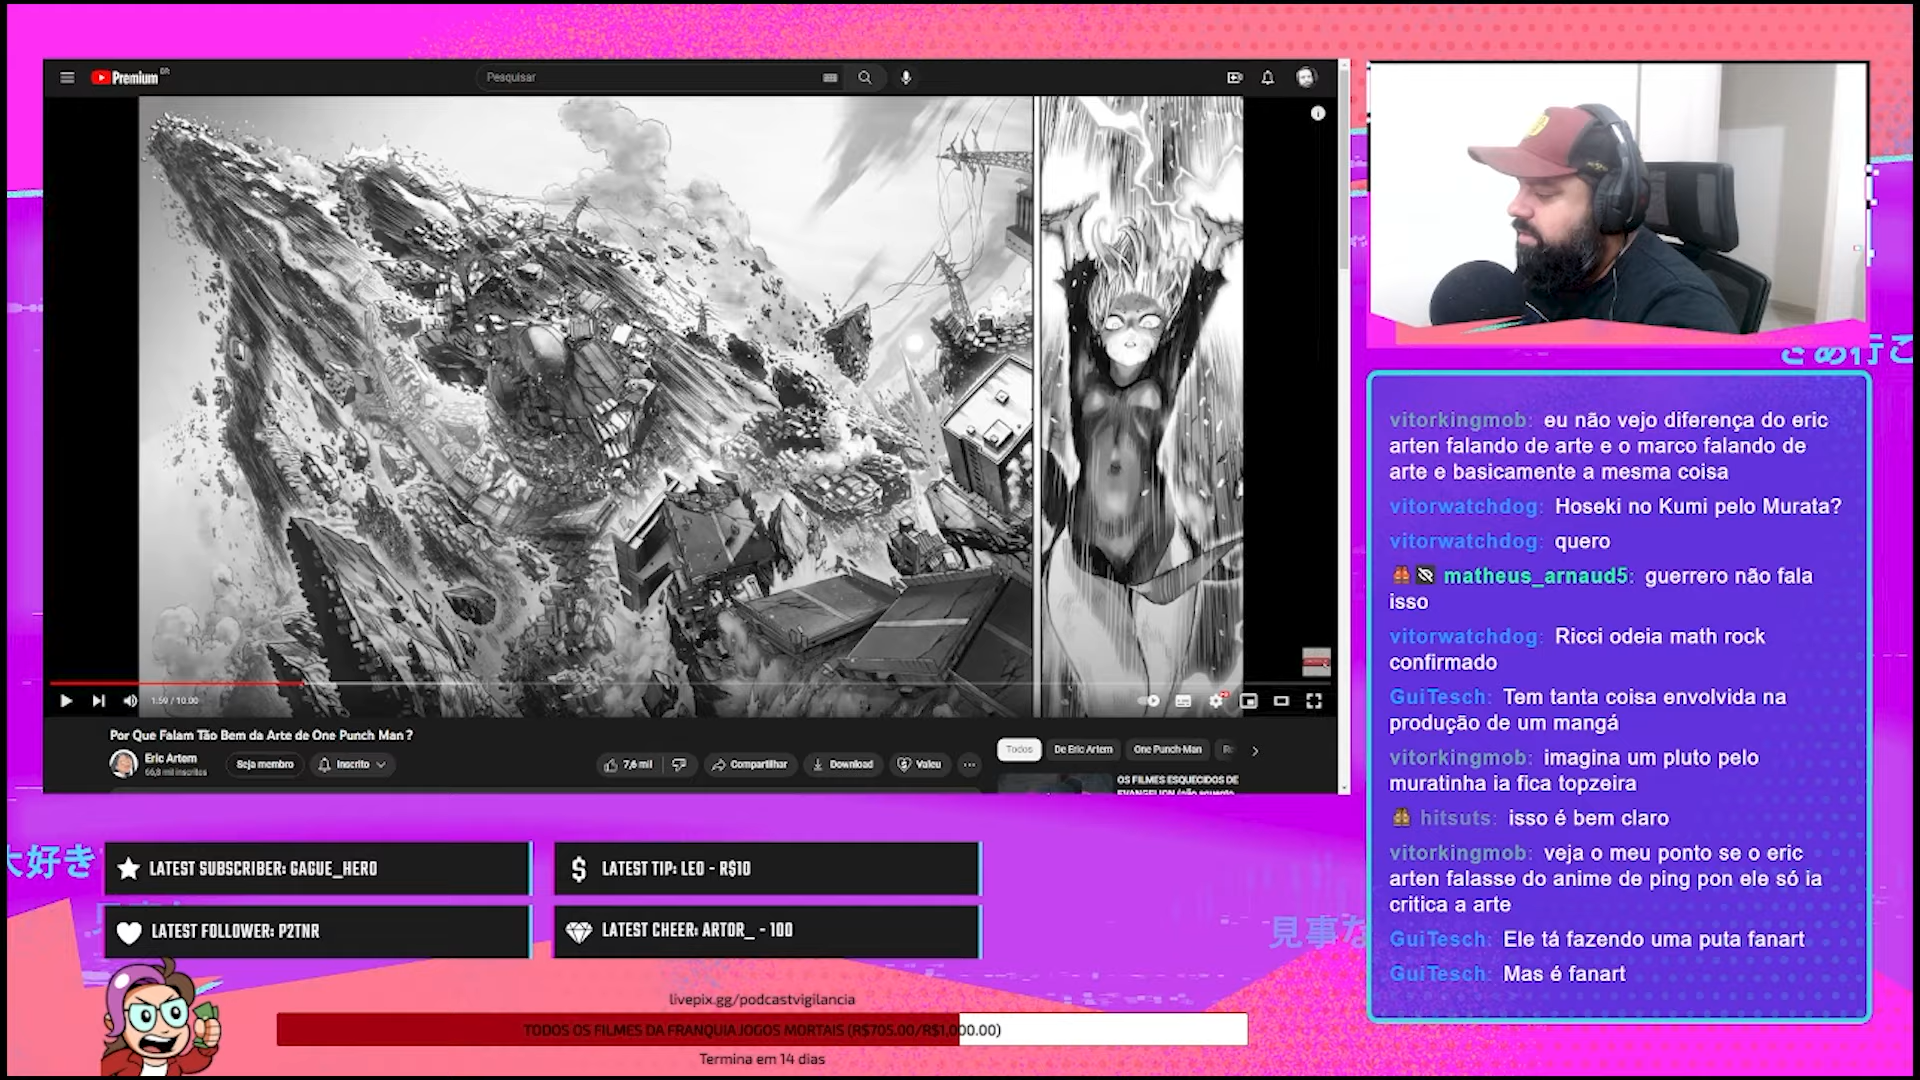 Premium BR
Pesquisar
1:59 / 10:00
Por Que Falam Tão Bem da Arte de One Punch Man ?
Eric Artem
66,8 mil inscritos
Seja membro
Inscrito
7,6 mil
Compartilhar
Download
Valeu
Todos
De Eric Artem
One Punch-Man
OS FILMES ESQUECIDOS DE
EVANGELION (não aguento
vitorkingmob: eu não vejo diferença do eric
arten falando de arte e o marco falando de
arte e basicamente a mesma coisa
vitorwatchdog: Hoseki no Kumi pelo Murata?
vitorwatchdog: quero
matheus_arnaud5: guerrero não fala
isso
vitorwatchdog: Ricci odeia math rock
confirmado
GuiTesch: Tem tanta coisa envolvida na
produção de um mangá
vitorkingmob: imagina um pluto pelo
muratinha ia fica topzeira
hitsuts: isso é bem claro
vitorkingmob: veja o meu ponto se o eric
arten falasse do anime de ping pon ele só ia
critica a arte
GuiTesch: Ele tá fazendo uma puta fanart
GuiTesch: Mas é fanart
大好き
見事な
LATEST SUBSCRIBER: GAGUE_HERO
LATEST TIP: LEO - R$10
LATEST FOLLOWER: P2TNR
LATEST CHEER: ARTOR_ - 100
livepix.gg/podcastvigilancia
TODOS OS FILMES DA FRANQUIA JOGOS MORTAIS (R$705.00/R$1,000.00)
Termina em 14 dias